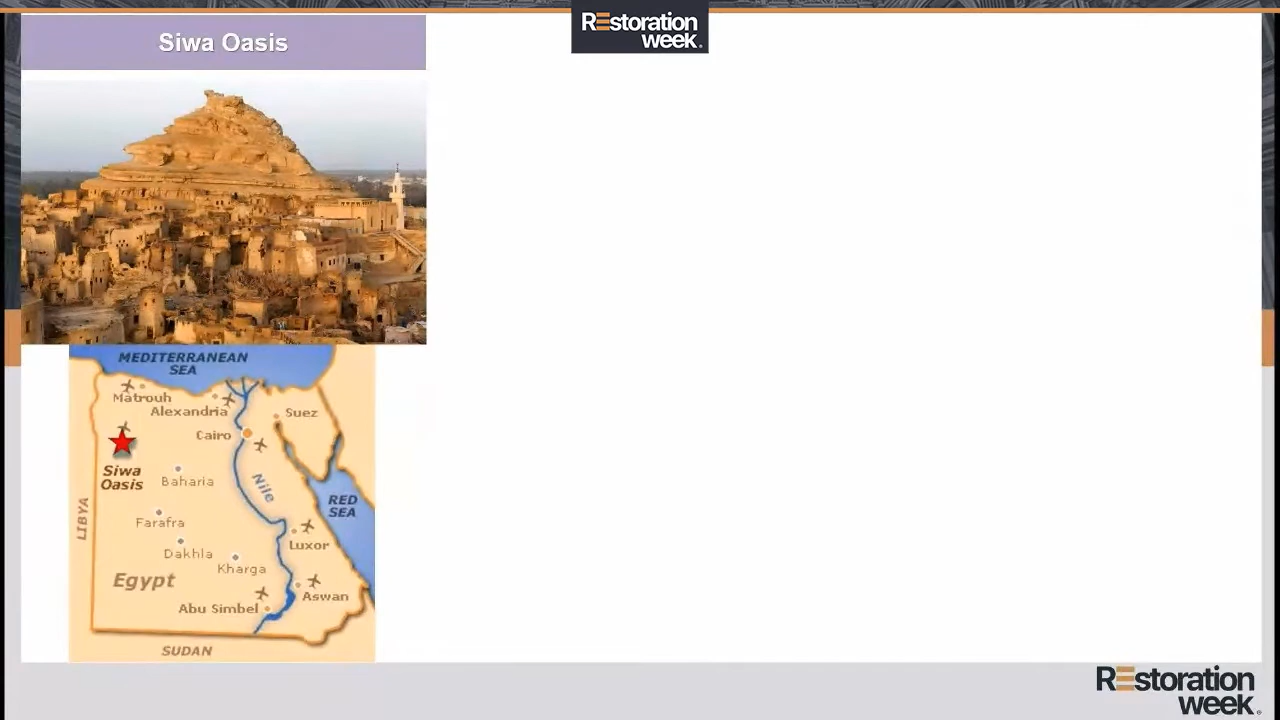 Siwa Oasis
REstoration
week.
MEDITERRANEAN
SEA
Matrouh
Alexandria
Suez
Cairo
Siwa
Oasis
Baharia
Nile
RED
SEA
LIBYA
Farafra
Luxor
Dakhla
Kharga
Egypt
Aswan
Abu Simbel
SUDAN
REstoration
week.